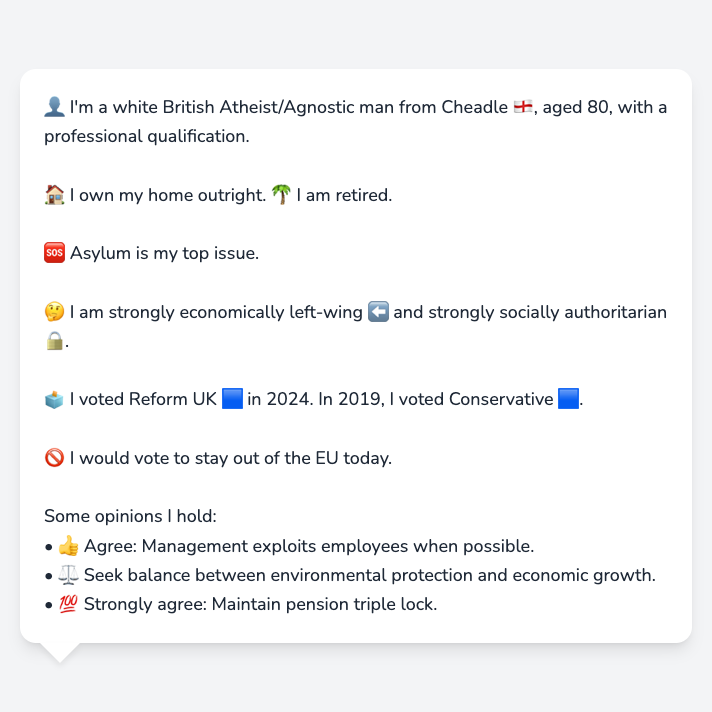 👤 I'm a white British Atheist/Agnostic man from Cheadle 🏴󠁧󠁢󠁥󠁮󠁧󠁿, aged 80, with a
professional qualification.
🏠 I own my home outright. 🌴 I am retired.
🆘 Asylum is my top issue.
🤔 I am strongly economically left-wing ⬅️ and strongly socially authoritarian
🔒.
🗳️ I voted Reform UK 🟦 in 2024. In 2019, I voted Conservative 🟦.
🚫 I would vote to stay out of the EU today.
Some opinions I hold:
• 👍 Agree: Management exploits employees when possible.
• ⚖️ Seek balance between environmental protection and economic growth.
• 💯 Strongly agree: Maintain pension triple lock.